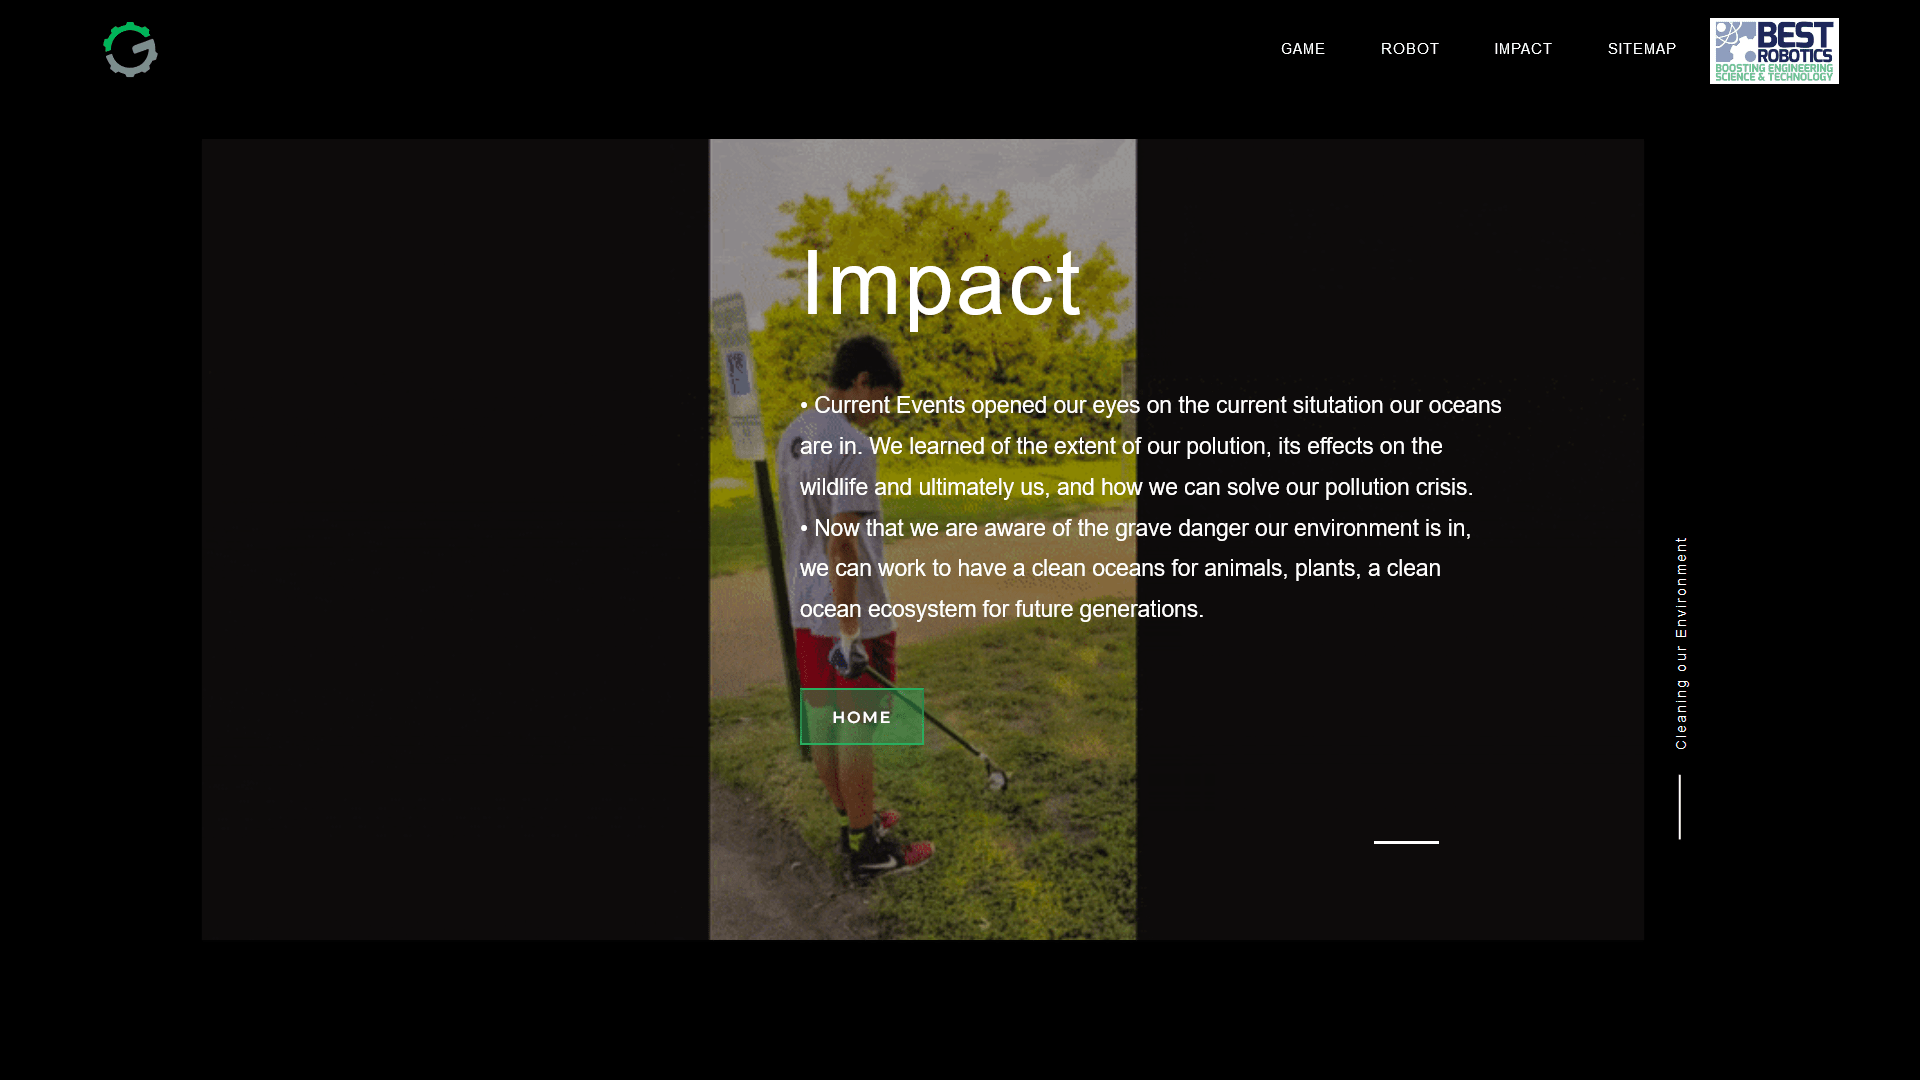 GAME ROBOT IMPACT SITEMAP
BEST
ROBOTICS
BOOSTING ENGINEERING
SCIENCE & TECHNOLOGY
Impact
• Current Events opened our eyes on the current situtation our oceans
are in. We learned of the extent of our polution, its effects on the
wildlife and ultimately us, and how we can solve our pollution crisis.
• Now that we are aware of the grave danger our environment is in,
we can work to have a clean oceans for animals, plants, a clean
ocean ecosystem for future generations.
HOME
Cleaning our Environment